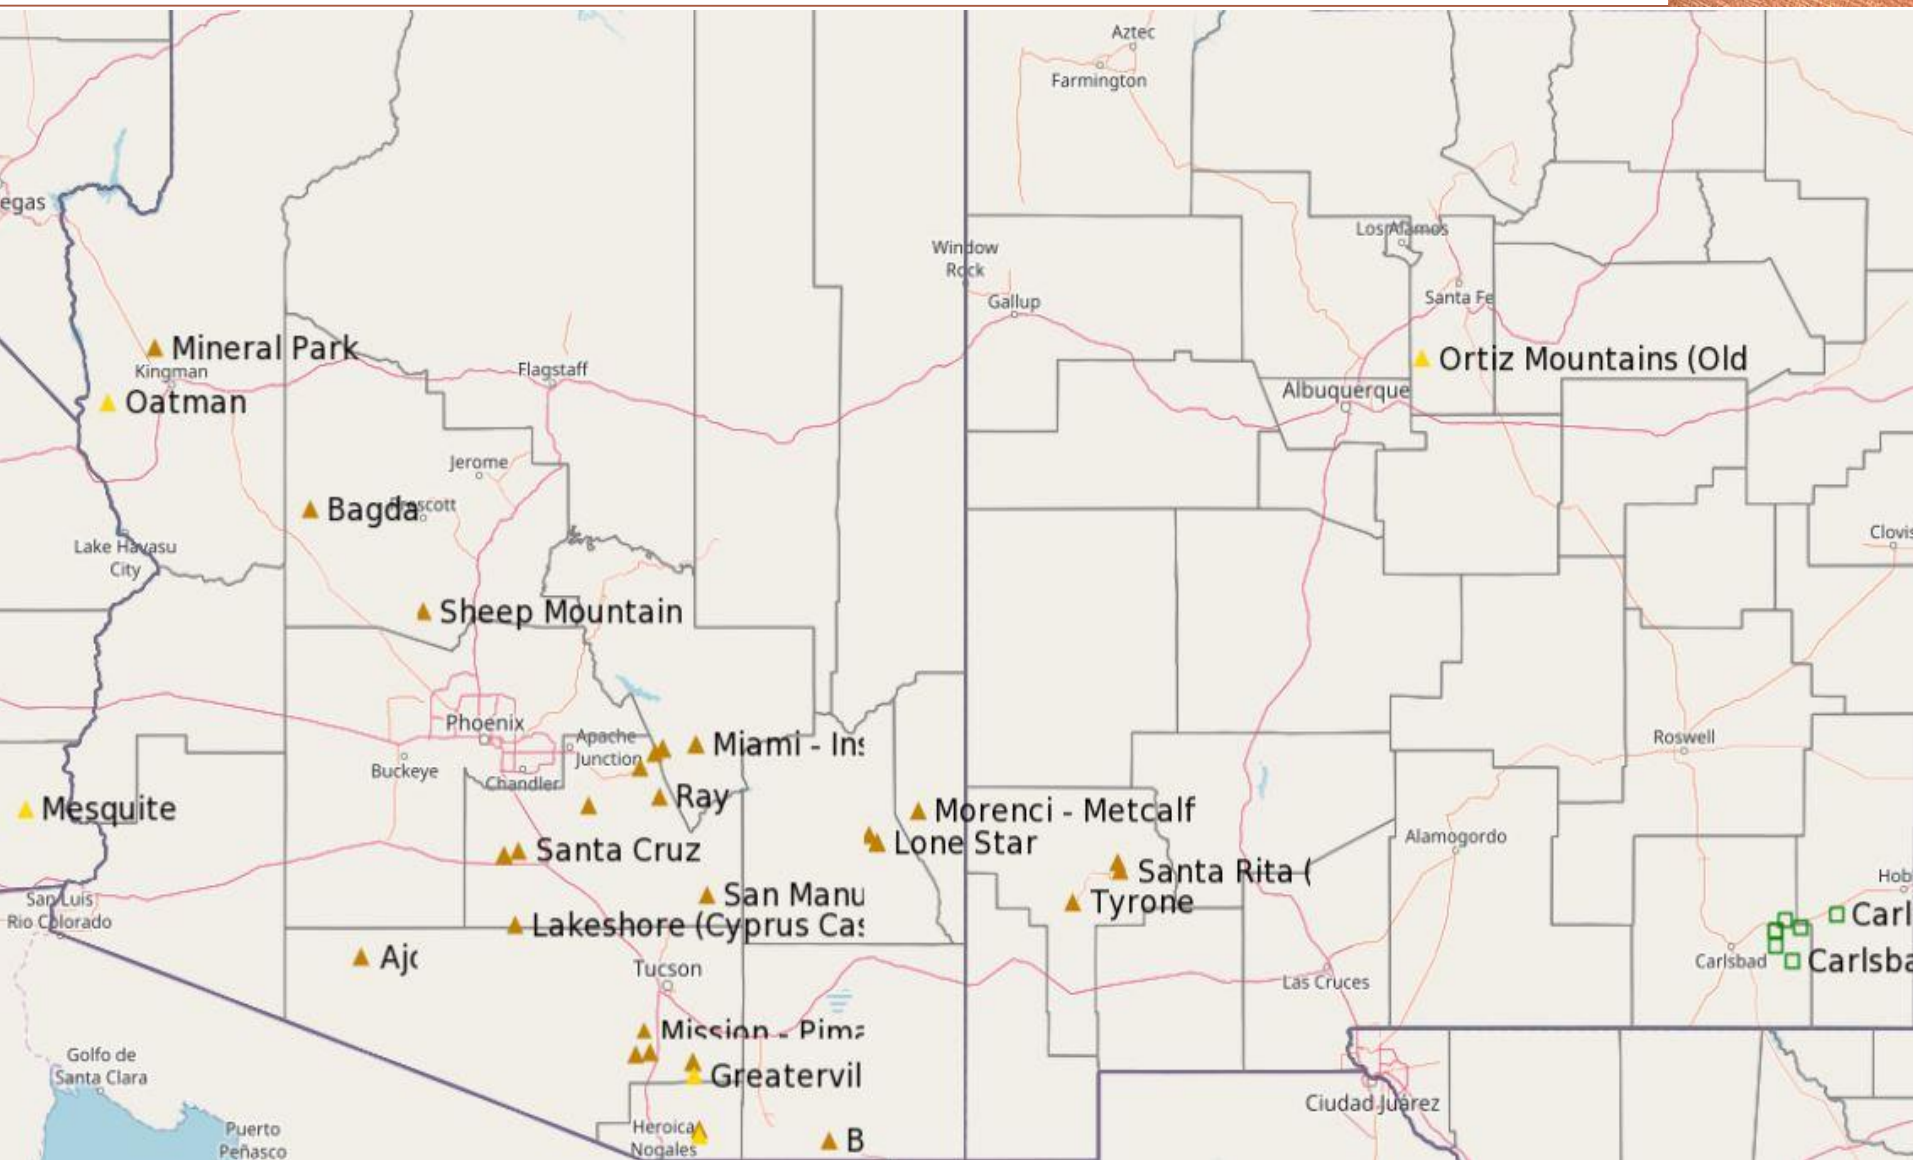 Aztec
Farmington
egas
Los Alamos
Window
Rock
Gallup
Santa Fe
Mineral Park
Kingman
Flagstaff
Ortiz Mountains (Old
Albuquerque
Oatman
Jerome
Bagda
Prescott
Clovis
Lake Havasu
City
Sheep Mountain
Phoenix
Apache
Junction
Miami - Ins
Roswell
Buckeye
Chandler
Ray
Mesquite
Morenci - Metcalf
Lone Star
Alamogordo
Santa Cruz
Santa Rita (
Hob
San Manu
Tyrone
San Luis
Rio Colorado
Lakeshore (Cyprus Cas
Carl
Ajo
Carlsbad
Carlsba
Tucson
Las Cruces
Mission - Pima
Golfo de
Santa Clara
Greatervil
Ciudad Juárez
Puerto
Peñasco
Heroica
Nogales
B